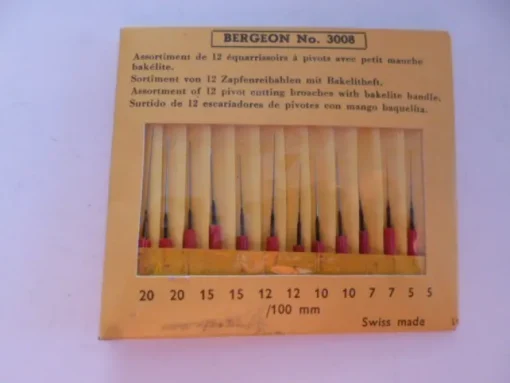 BERGEON No. 3008
Assortiment de 12 équarrissoirs à pivots avec petit manche
bakélite.
Sortiment von 12 Zapfenreibahlen mit Bakelitheft.
Assortment of 12 pivot cutting broaches with bakelite handle.
Surtido de 12 escariadores de pivotes con mango baquelita.
20 20 15 15 12 12 10 10 7 7 5 5
/100 mm
Swiss made